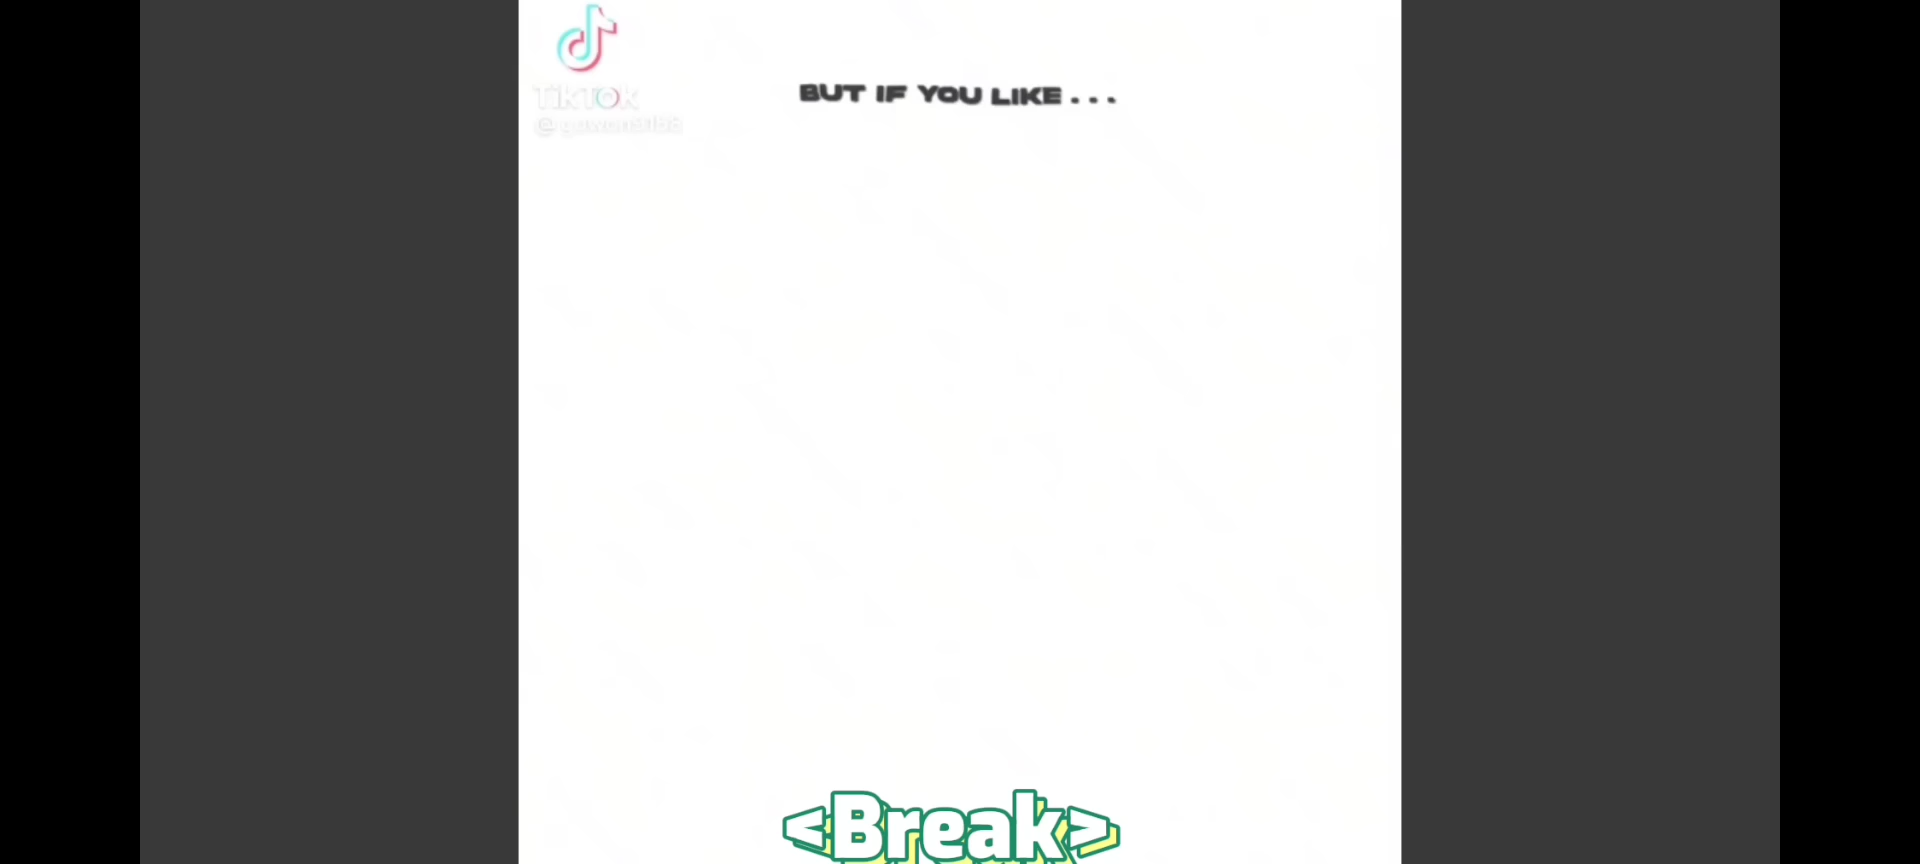 TikTok
BUT IF YOU LIKE . . .
<Break>